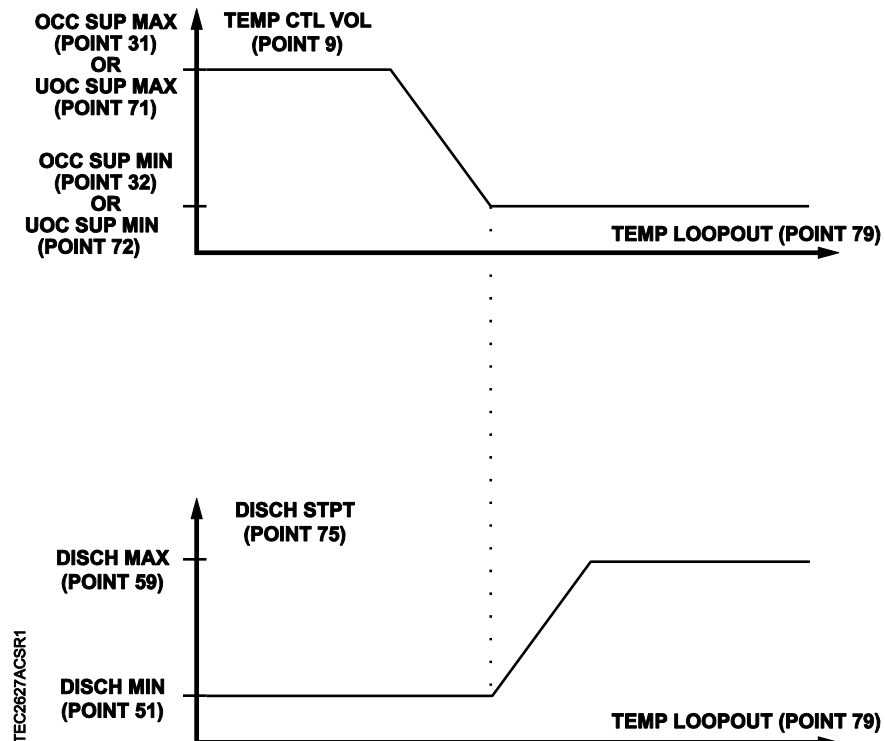 OCC SUP MAX
(POINT 31)
OR
UOC SUP MAX
(POINT 71)
TEMP CTL VOL
(POINT 9)
OCC SUP MIN
(POINT 32)
OR
UOC SUP MIN
(POINT 72)
TEMP LOOPOUT (POINT 79)
DISCH STPT
(POINT 75)
DISCH MAX
(POINT 59)
DISCH MIN
(POINT 51)
TEMP LOOPOUT (POINT 79)
TEC2627ACSR1